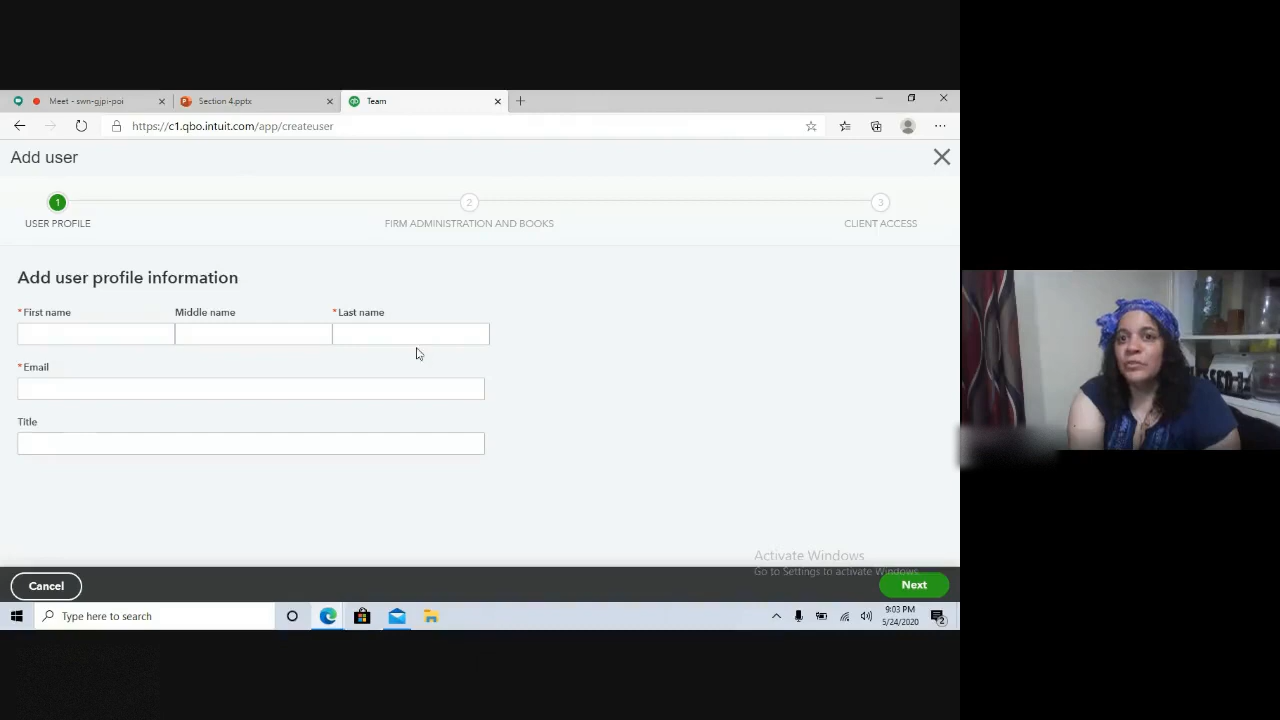 Meet - swn-gjpi-poi
Section 4.pptx
Team
https://c1.qbo.intuit.com/app/createuser
Add user
1
2
3
USER PROFILE
FIRM ADMINISTRATION AND BOOKS
CLIENT ACCESS
Add user profile information
*First name
Middle name
*Last name
*Email
Title
Activate Windows
Go to Settings to activate Windows.
Cancel
Next
Type here to search
9:03 PM
5/24/2020
2